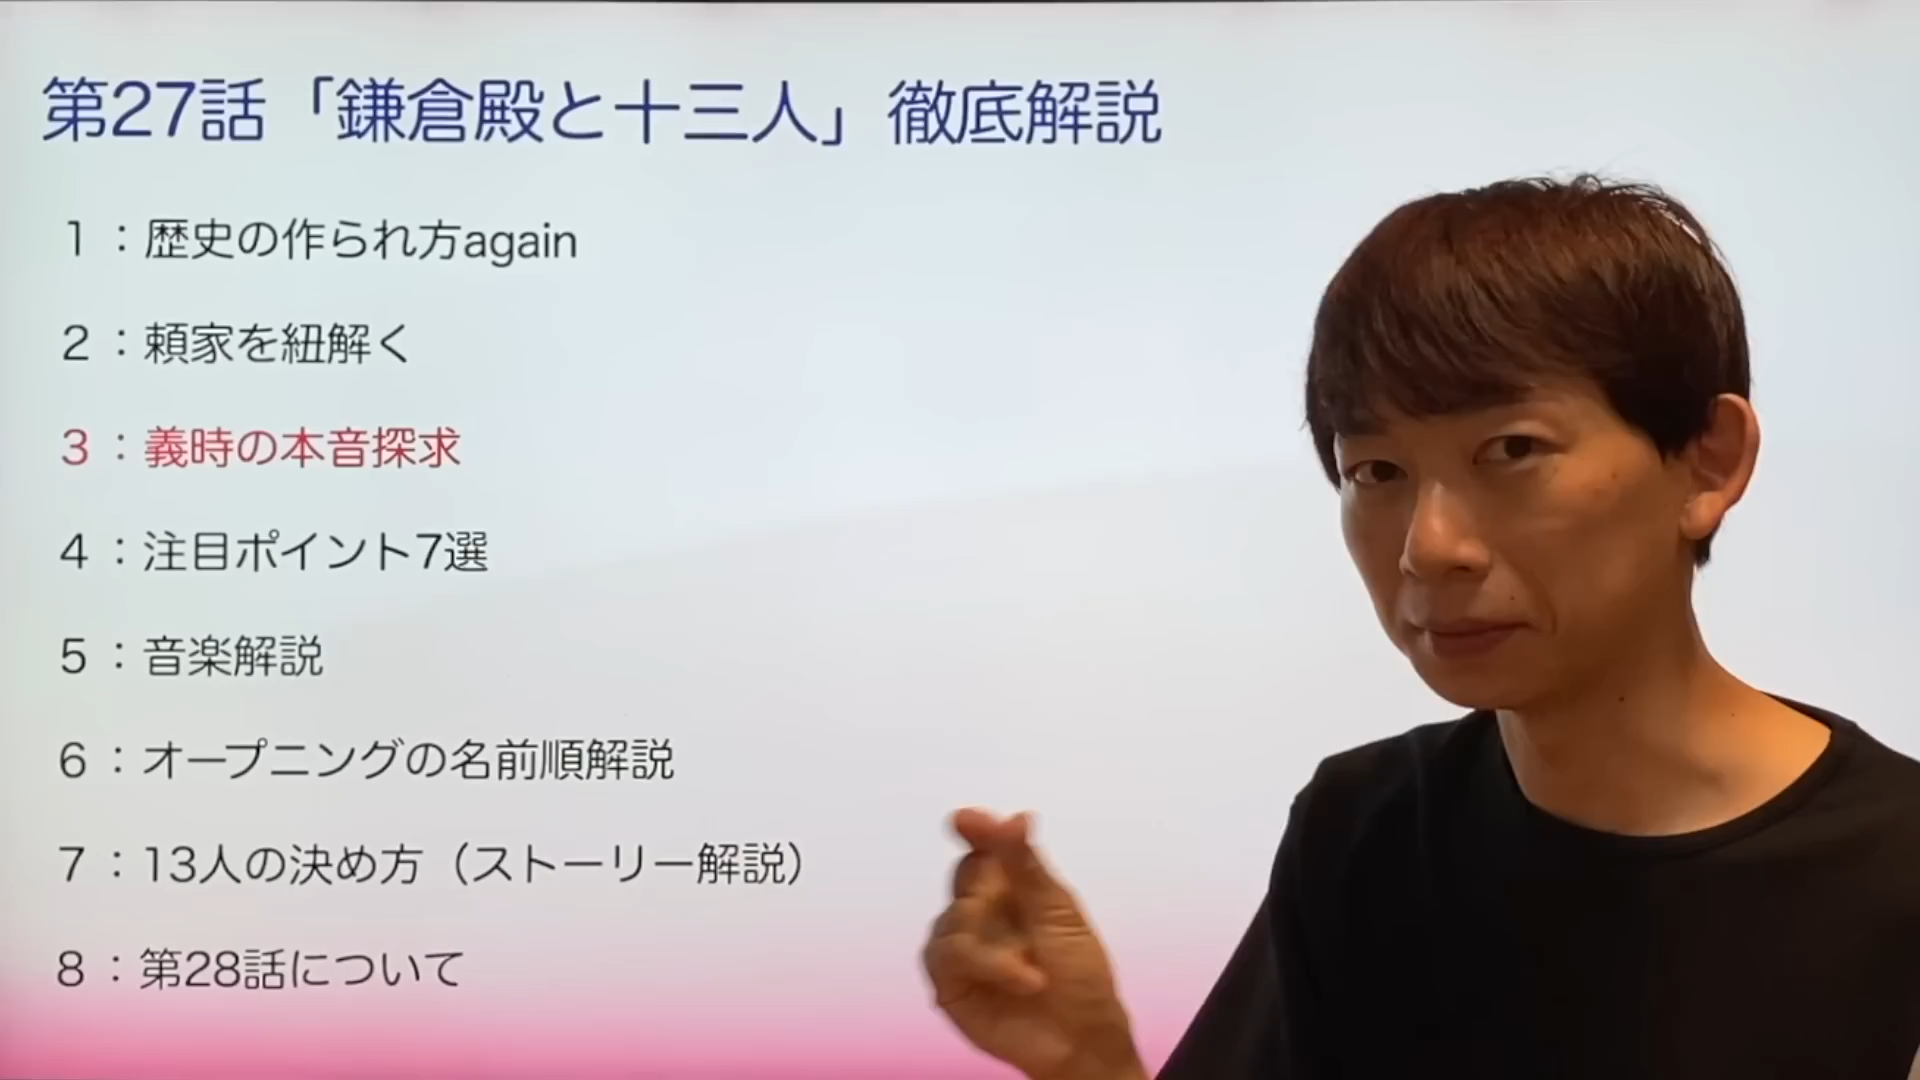 第27話「鎌倉殿と十三人」徹底解説
1：歴史の作られ方again
2：頼家を紐解く
3：義時の本音探求
4：注目ポイント7選
5：音楽解説
6：オープニングの名前順解説
7：13人の決め方（ストーリー解説）
8：第28話について